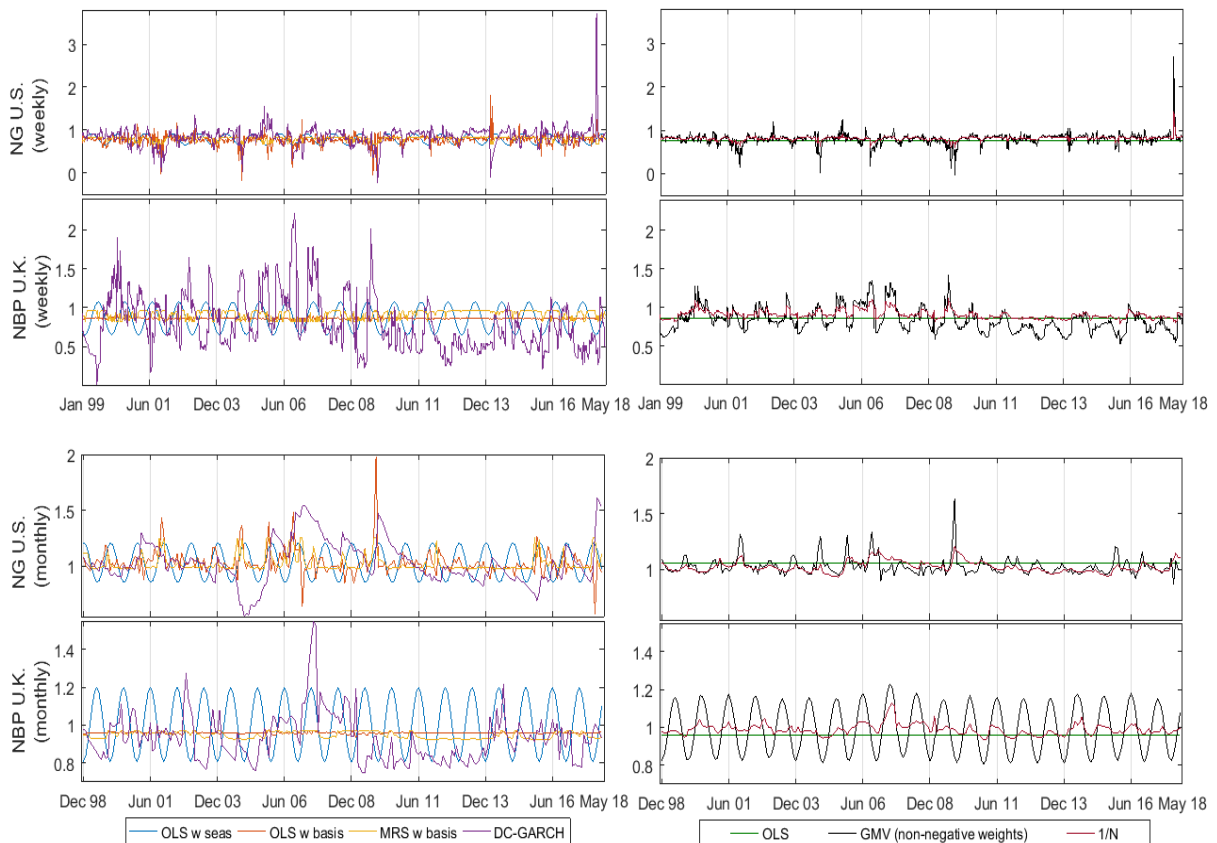 NG U.S.
(weekly)
3
2
1
0
3
2
1
0
NBP U.K.
(weekly)
2
1.5
1
0.5
2
1.5
1
0.5
Jan 99 Jun 01 Dec 03 Jun 06 Dec 08 Jun 11 Dec 13 Jun 16 May 18
Jan 99 Jun 01 Dec 03 Jun 06 Dec 08 Jun 11 Dec 13 Jun 16 May 18
NG U.S.
(monthly)
2
1.5
1
2
1.5
1
NBP U.K.
(monthly)
1.4
1.2
1
0.8
1.4
1.2
1
0.8
Dec 98 Jun 01 Dec 03 Jun 06 Dec 08 Jun 11 Dec 13 Jun 16 May 18
Dec 98 Jun 01 Dec 03 Jun 06 Dec 08 Jun 11 Dec 13 Jun 16 May 18
OLS w seas OLS w basis MRS w basis DC-GARCH
OLS GMV (non-negative weights) 1/N